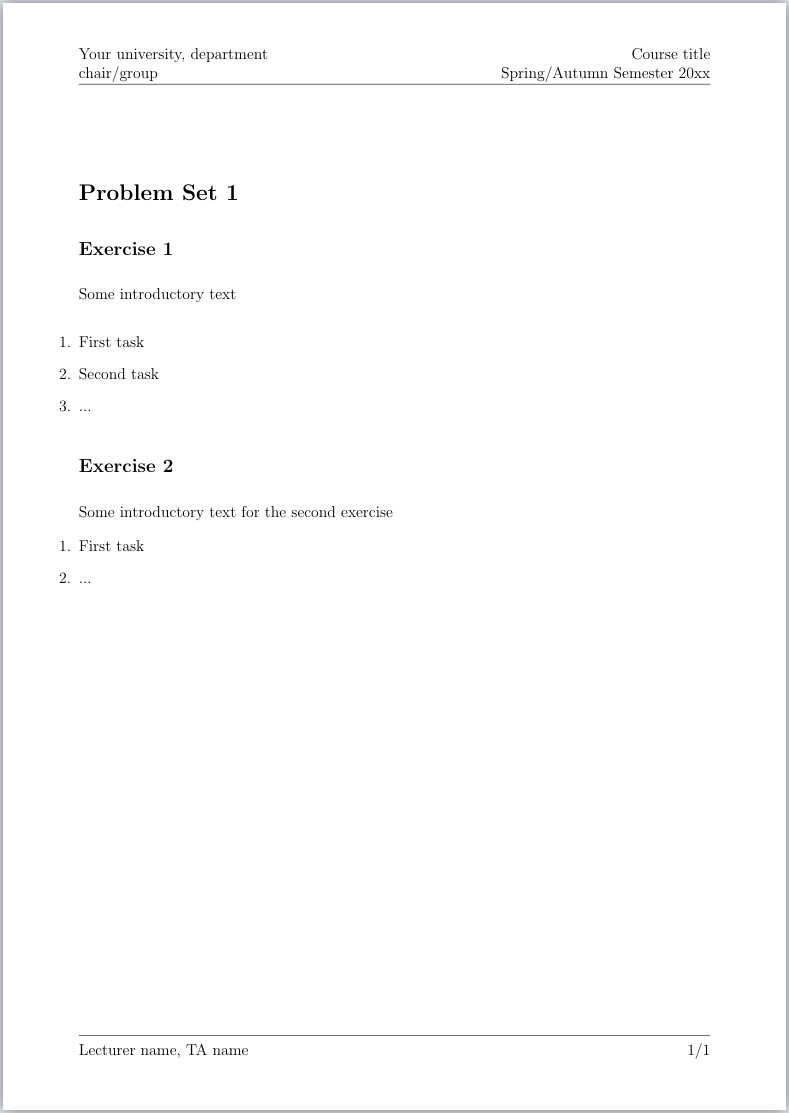 Your university, department
Course title
chair/group
Spring/Autumn Semester 20xx
Problem Set 1
Exercise 1
Some introductory text
1. First task
2. Second task
3. ...
Exercise 2
Some introductory text for the second exercise
1. First task
2. ...
Lecturer name, TA name
1/1